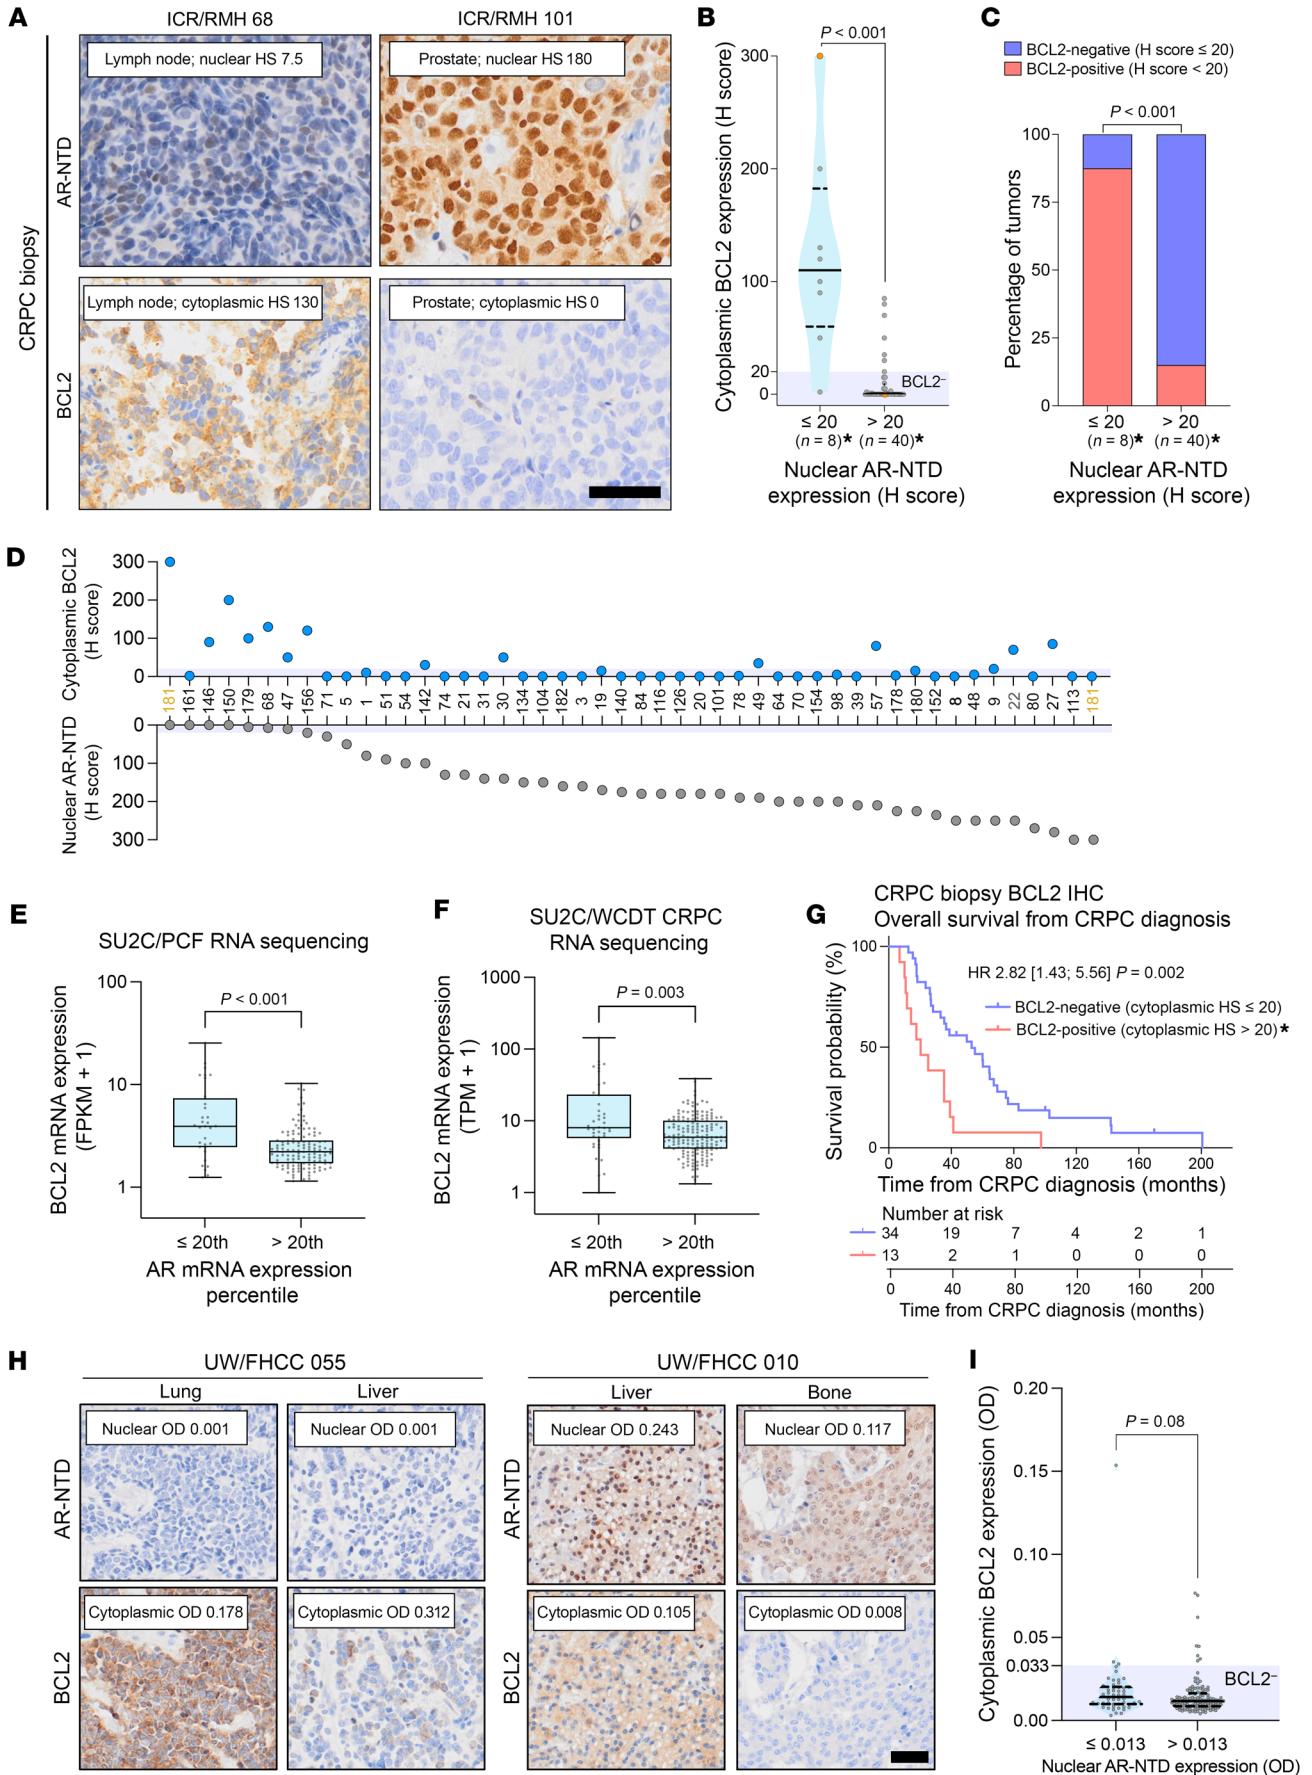 A
ICR/RMH 68
ICR/RMH 101
CRPC biopsy
AR-NTD
Lymph node; nuclear HS 7.5
Prostate; nuclear HS 180
BCL2
Lymph node; cytoplasmic HS 130
Prostate; cytoplasmic HS 0
B
P < 0.001
Cytoplasmic BCL2 expression (H score)
300
200
100
20
0
BCL2–
≤ 20
> 20
(n = 8)*
(n = 40)*
Nuclear AR-NTD
expression (H score)
C
BCL2-negative (H score ≤ 20)
BCL2-positive (H score < 20)
P < 0.001
Percentage of tumors
100
75
50
25
0
≤ 20
> 20
(n = 8)*
(n = 40)*
Nuclear AR-NTD
expression (H score)
D
Cytoplasmic BCL2
(H score)
300
200
100
0
181 161 146 150 179 68 47 156 71 5 1 51 54 142 74 21 31 30 134 104 182 3 19 140 84 116 126 20 101 78 49 64 70 154 98 39 57 178 180 152 8 48 9 22 80 27 113 181
Nuclear AR-NTD
(H score)
0
100
200
300
E
SU2C/PCF RNA sequencing
P < 0.001
BCL2 mRNA expression
(FPKM + 1)
100
10
1
≤ 20th
> 20th
AR mRNA expression
percentile
F
SU2C/WCDT CRPC
RNA sequencing
P = 0.003
BCL2 mRNA expression
(TPM + 1)
1000
100
10
1
≤ 20th
> 20th
AR mRNA expression
percentile
G
CRPC biopsy BCL2 IHC
Overall survival from CRPC diagnosis
HR 2.82 [1.43; 5.56] P = 0.002
BCL2-negative (cytoplasmic HS ≤ 20)
BCL2-positive (cytoplasmic HS > 20)*
Survival probability (%)
100
50
0
0 40 80 120 160 200
Time from CRPC diagnosis (months)
Number at risk
34 19 7 4 2 1
13 2 1 0 0 0
0 40 80 120 160 200
Time from CRPC diagnosis (months)
H
UW/FHCC 055
UW/FHCC 010
Lung
Liver
Liver
Bone
AR-NTD
Nuclear OD 0.001
Nuclear OD 0.001
AR-NTD
Nuclear OD 0.243
Nuclear OD 0.117
BCL2
Cytoplasmic OD 0.178
Cytoplasmic OD 0.312
BCL2
Cytoplasmic OD 0.105
Cytoplasmic OD 0.008
I
P = 0.08
Cytoplasmic BCL2 expression (OD)
0.20
0.15
0.10
0.05
0.033
0.00
BCL2–
≤ 0.013
> 0.013
Nuclear AR-NTD expression (OD)